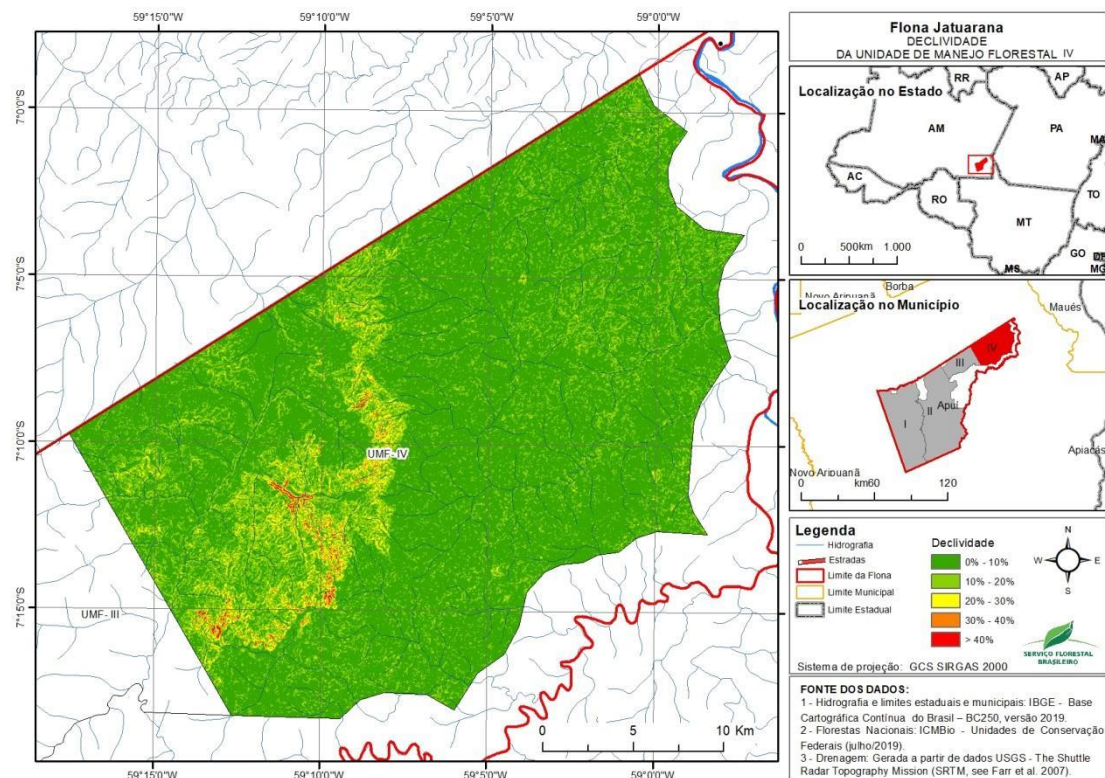 59°15'0"W
59°10'0"W
59°5'0"W
59°0'0"W
7°0'0"S
7°5'0"S
7°10'0"S
7°15'0"S
UMF - IV
UMF - III
0 5 10 Km
59°15'0"W
59°10'0"W
59°5'0"W
59°0'0"W
Flona Jatuarana
DECLIVIDADE
DA UNIDADE DE MANEJO FLORESTAL IV
Localização no Estado
RR
AP
AM
PA
MA
AC
RO
TO
MT
GO
DF
MS
MG
0 500km 1.000
Novo Aripuanã
Borba
Localização no Município
Maués
IV
III
II
Apuí
I
Apiacás
Novo Aripuanã
0 km60 120
Legenda
Hidrografia
Estradas
Limite da Flona
Limite Municipal
Limite Estadual
Declividade
0% - 10%
10% - 20%
20% - 30%
30% - 40%
> 40%
N
W E
S
SERVIÇO FLORESTAL
BRASILEIRO
Sistema de projeção: GCS SIRGAS 2000
FONTE DOS DADOS:
1 - Hidrografia e limites estaduais e municipais: IBGE - Base
Cartográfica Contínua do Brasil – BC250, versão 2019.
2 - Florestas Nacionais: ICMBio - Unidades de Conservação
Federais (julho/2019).
3 - Drenagem: Gerada a partir de dados USGS - The Shuttle
Radar Topography Mission (SRTM, see Farr et al. 2007).